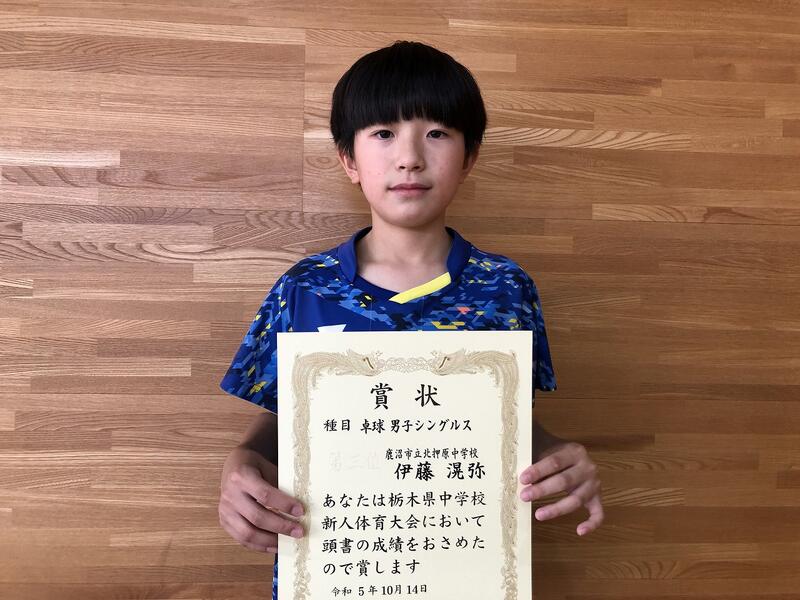 賞状
種目 卓球 男子シングルス
鹿沼市立北押原中学校
第三位
伊藤 滉弥
あなたは栃木県中学校
新人体育大会において
頭書の成績をおさめた
ので賞します
令和 5年10月14日